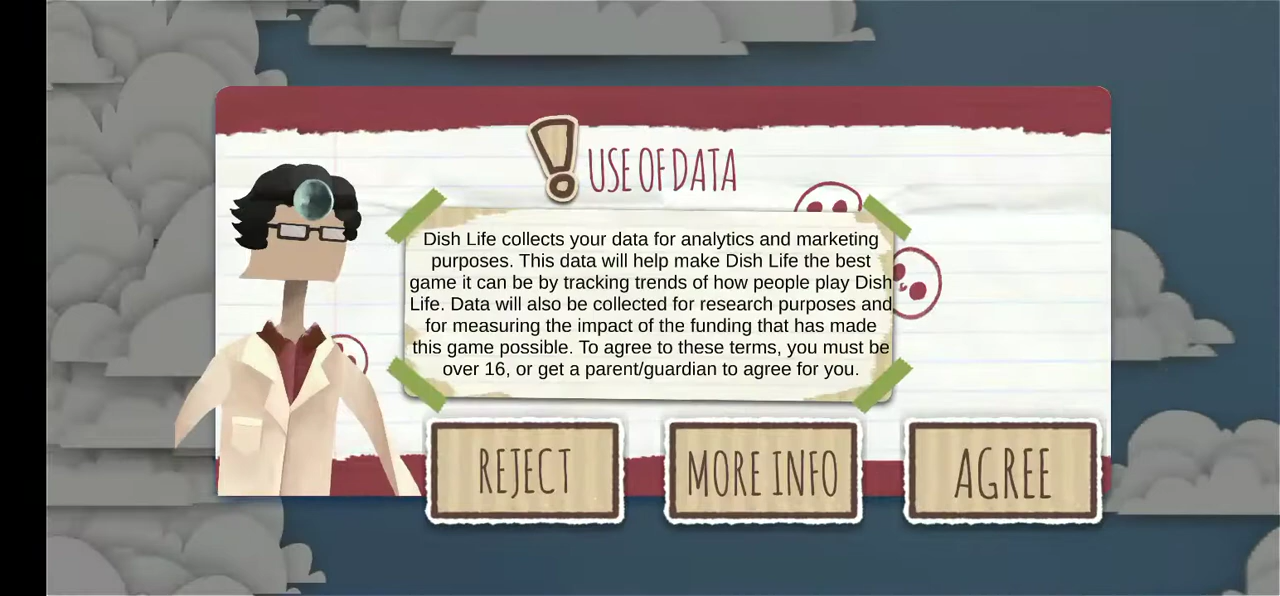 USE OF DATA
Dish Life collects your data for analytics and marketing
purposes. This data will help make Dish Life the best
game it can be by tracking trends of how people play Dish
Life. Data will also be collected for research purposes and
for measuring the impact of the funding that has made
this game possible. To agree to these terms, you must be
over 16, or get a parent/guardian to agree for you.
REJECT
MORE INFO
AGREE